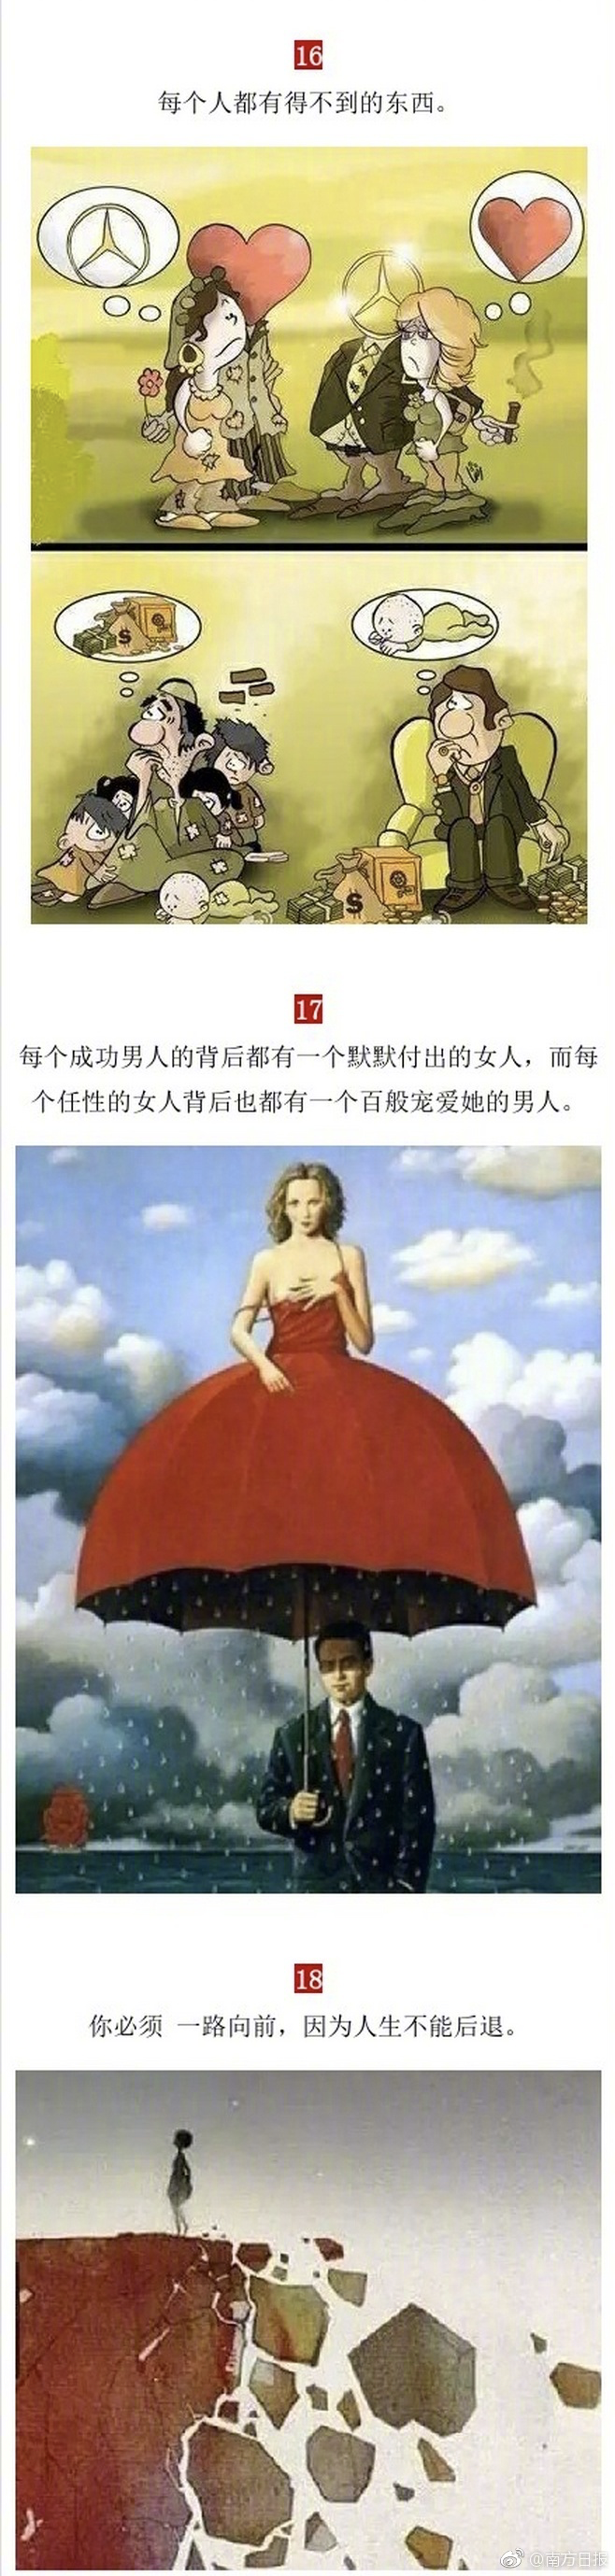 16
每个人都有得不到的东西。
$
$
17
每个成功男人的背后都有一个默默付出的女人，而每
个任性的女人背后也都有一个百般宠爱她的男人。
18
你必须 一路向前，因为人生不能后退。
@南方日报